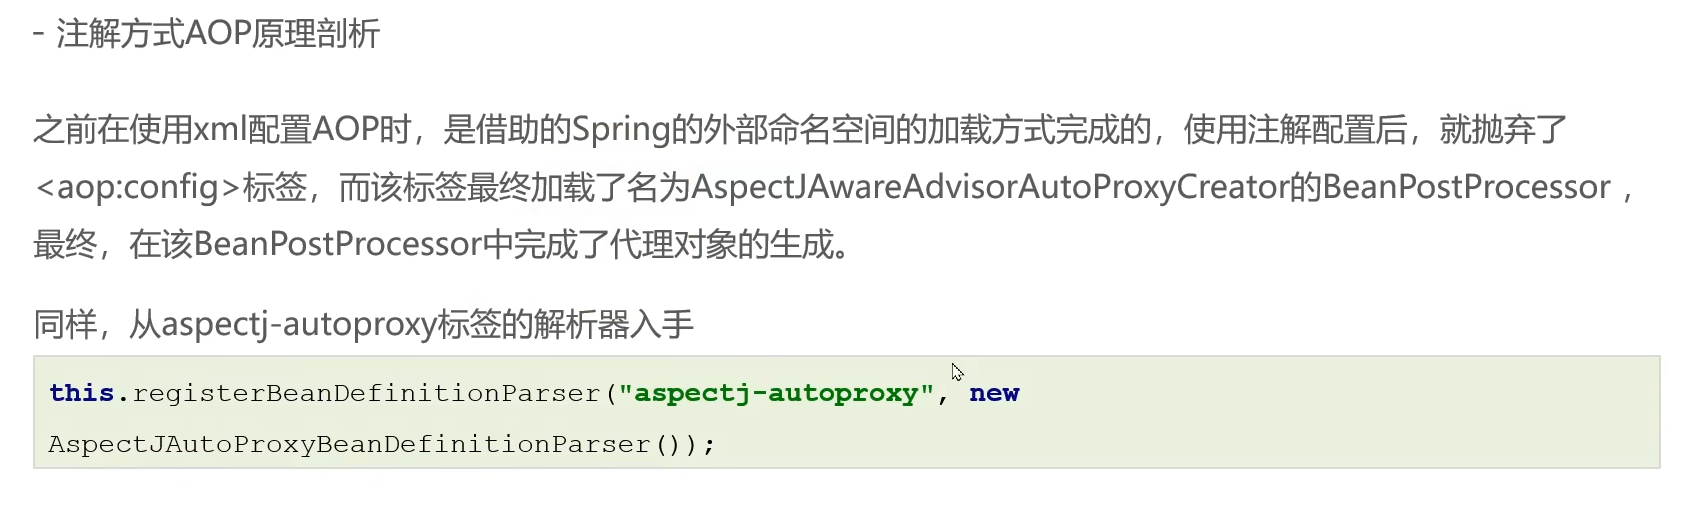 - 注解方式AOP原理剖析
之前在使用xml配置AOP时，是借助的Spring的外部命名空间的加载方式完成的，使用注解配置后，就抛弃了
<aop:config>标签，而该标签最终加载了名为AspectJAwareAdvisorAutoProxyCreator的BeanPostProcessor ，
最终，在该BeanPostProcessor中完成了代理对象的生成。
同样，从aspectj-autoproxy标签的解析器入手
this.registerBeanDefinitionParser("aspectj-autoproxy", new
AspectJAutoProxyBeanDefinitionParser());